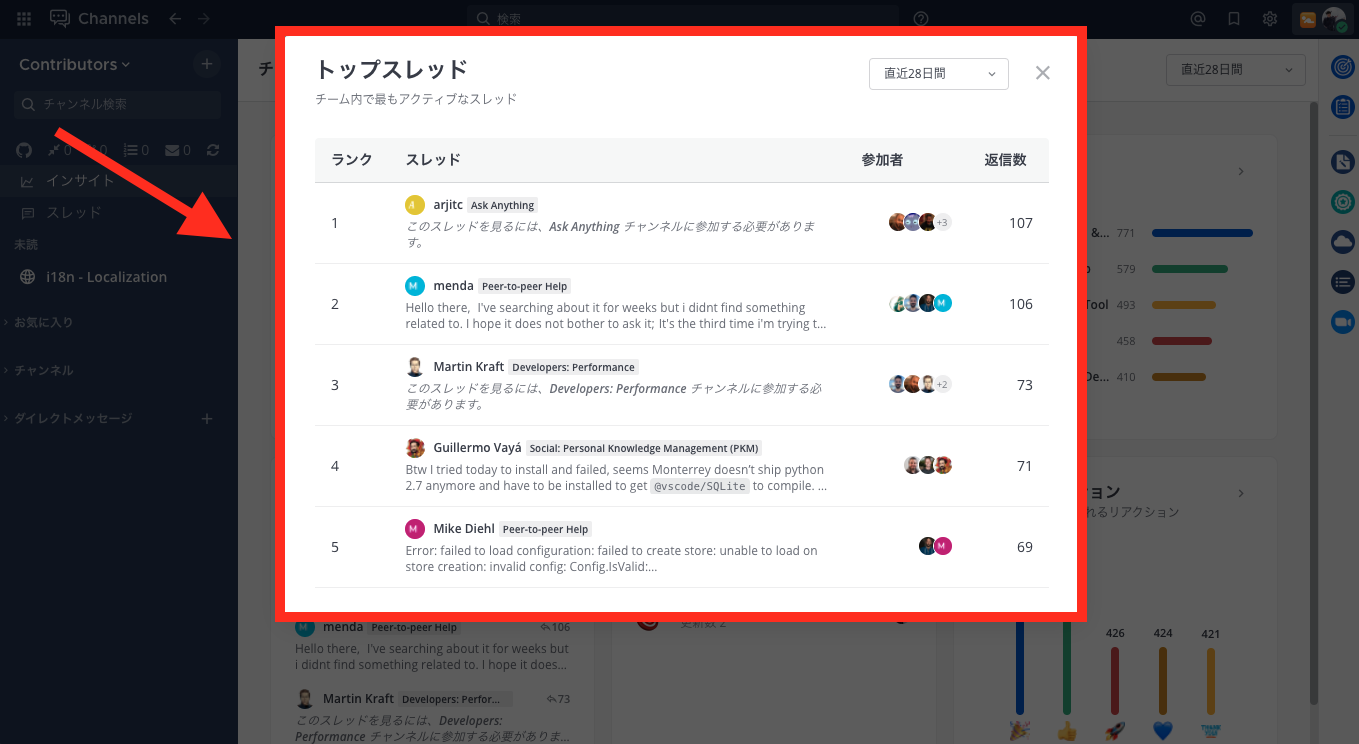 Channels
検索
Contributors
チャンネル検索
0
0
0
0
インサイト
スレッド
未読
i18n - Localization
お気に入り
チャンネル
ダイレクトメッセージ
チ
直近28日間
トップスレッド
直近28日間
チーム内で最もアクティブなスレッド
ランク スレッド 参加者 返信数
1
arjitc Ask Anything
このスレッドを見るには、Ask Anything チャンネルに参加する必要がありま
す。
+3
107
2
menda Peer-to-peer Help
Hello there, I've searching about it for weeks but i didnt find something
related to. I hope it does not bother to ask it; It's the third time i'm trying t...
M
106
3
Martin Kraft Developers: Performance
このスレッドを見るには、Developers: Performance チャンネルに参加する必
要があります。
+2
73
4
Guillermo Vayá Social: Personal Knowledge Management (PKM)
Btw I tried today to install and failed, seems Monterrey doesn't ship python
2.7 anymore and have to be installed to get @vscode/SQLite to compile. ...
71
5
M
Mike Diehl Peer-to-peer Help
Error: failed to load configuration: failed to create store: unable to load on
store creation: invalid config: Config.IsValid:...
M
69
&... 771
579
Tool 493
458
De... 410
ョン
れるリアクション
426
424
421
THANK YOU
menda Peer-to-peer Help 106
Hello there, I've searching about it for weeks but
i didnt find something related to. I hope it does...
Martin Kraft Developers: Perfor... 73
このスレッドを見るには、Developers:
Performance チャンネルに参加する必要がありま...
更新数 2